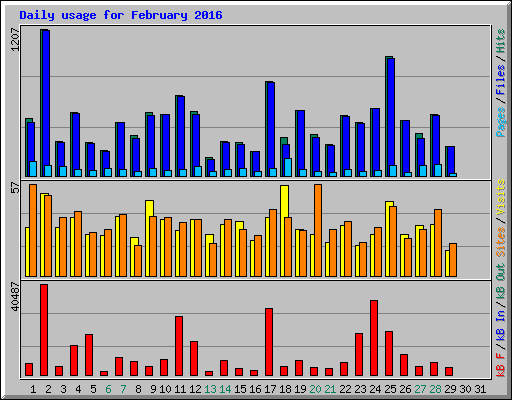 Daily usage for February 2016
1207
Pages / Files / Hits
57
Sites / Visits
40487
kB F / kB In / kB Out
1 2 3 4 5 6 7 8 9 10 11 12 13 14 15 16 17 18 19 20 21 22 23 24 25 26 27 28 29 30 31